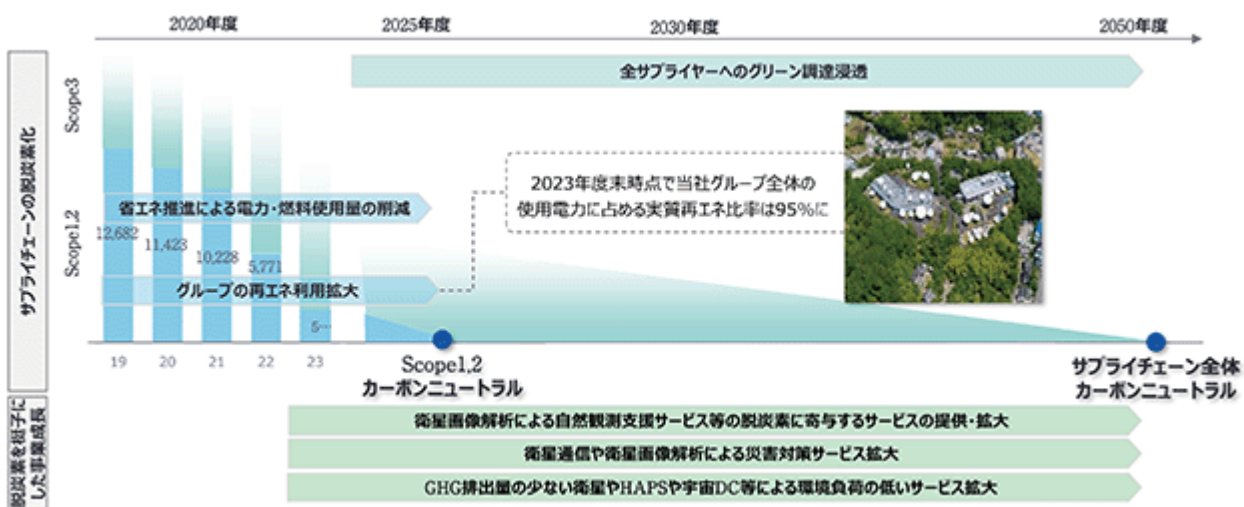 2020年度
2025年度
2030年度
2050年度
サプライチェーンの脱炭素化
Scope3
Scope1,2
全サプライヤーへのグリーン調達浸透
2023年度末時点で当社グループ全体の
使用電力に占める実質再エネ比率は95%に
省エネ推進による電力・燃料使用量の削減
12,682
11,423
10,228
5,771
グループの再エネ利用拡大
5…
19
20
21
22
23
Scope1,2
カーボンニュートラル
サプライチェーン全体
カーボンニュートラル
脱炭素を梃子に
した事業成長
衛星画像解析による自然観測支援サービス等の脱炭素に寄与するサービスの提供・拡大
衛星通信や衛星画像解析による災害対策サービス拡大
GHG排出量の少ない衛星やHAPSや宇宙DC等による環境負荷の低いサービス拡大